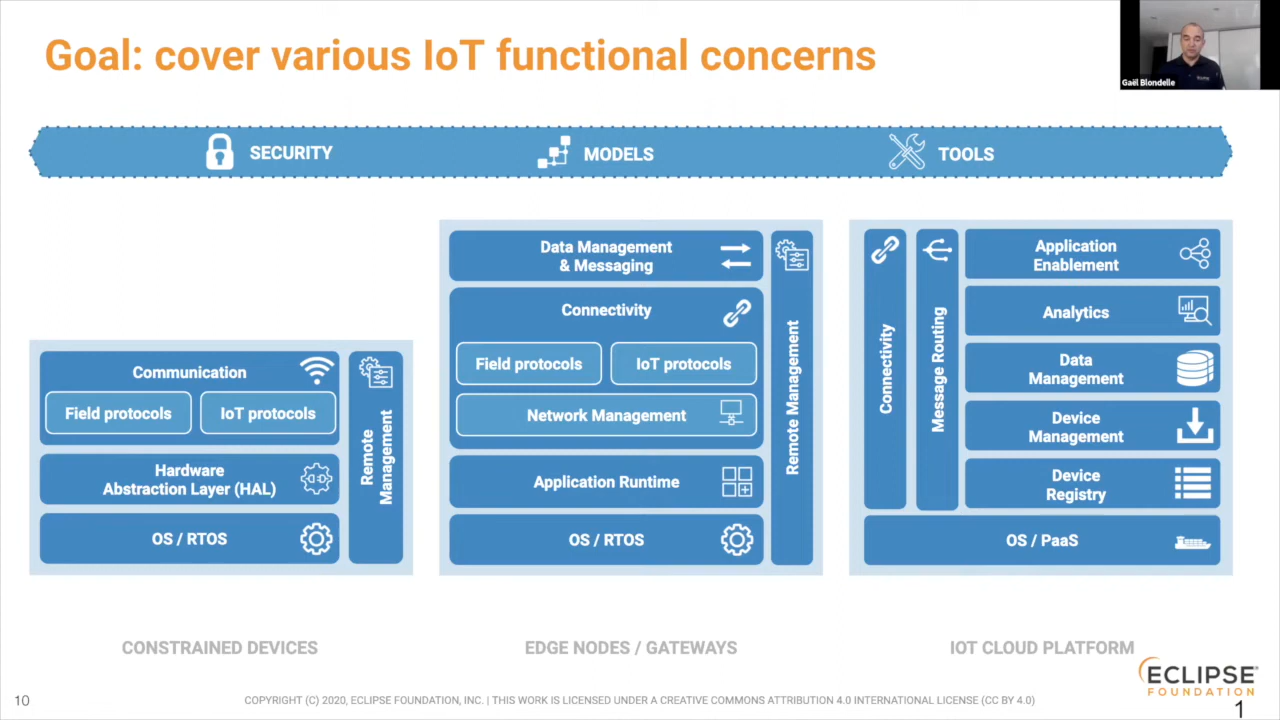 Goal: cover various IoT functional concerns
Gaël Blondelle
SECURITY
MODELS
TOOLS
Communication
Field protocols
IoT protocols
Hardware
Abstraction Layer (HAL)
OS / RTOS
Remote
Management
Data Management
& Messaging
Connectivity
Field protocols
IoT protocols
Network Management
Application Runtime
OS / RTOS
Remote Management
Connectivity
Message Routing
Application
Enablement
Analytics
Data
Management
Device
Management
Device
Registry
OS / PaaS
CONSTRAINED DEVICES
EDGE NODES / GATEWAYS
IOT CLOUD PLATFORM
10
COPYRIGHT (C) 2020, ECLIPSE FOUNDATION, INC. | THIS WORK IS LICENSED UNDER A CREATIVE COMMONS ATTRIBUTION 4.0 INTERNATIONAL LICENSE (CC BY 4.0)
ECLIPSE
FOUNDATION
1